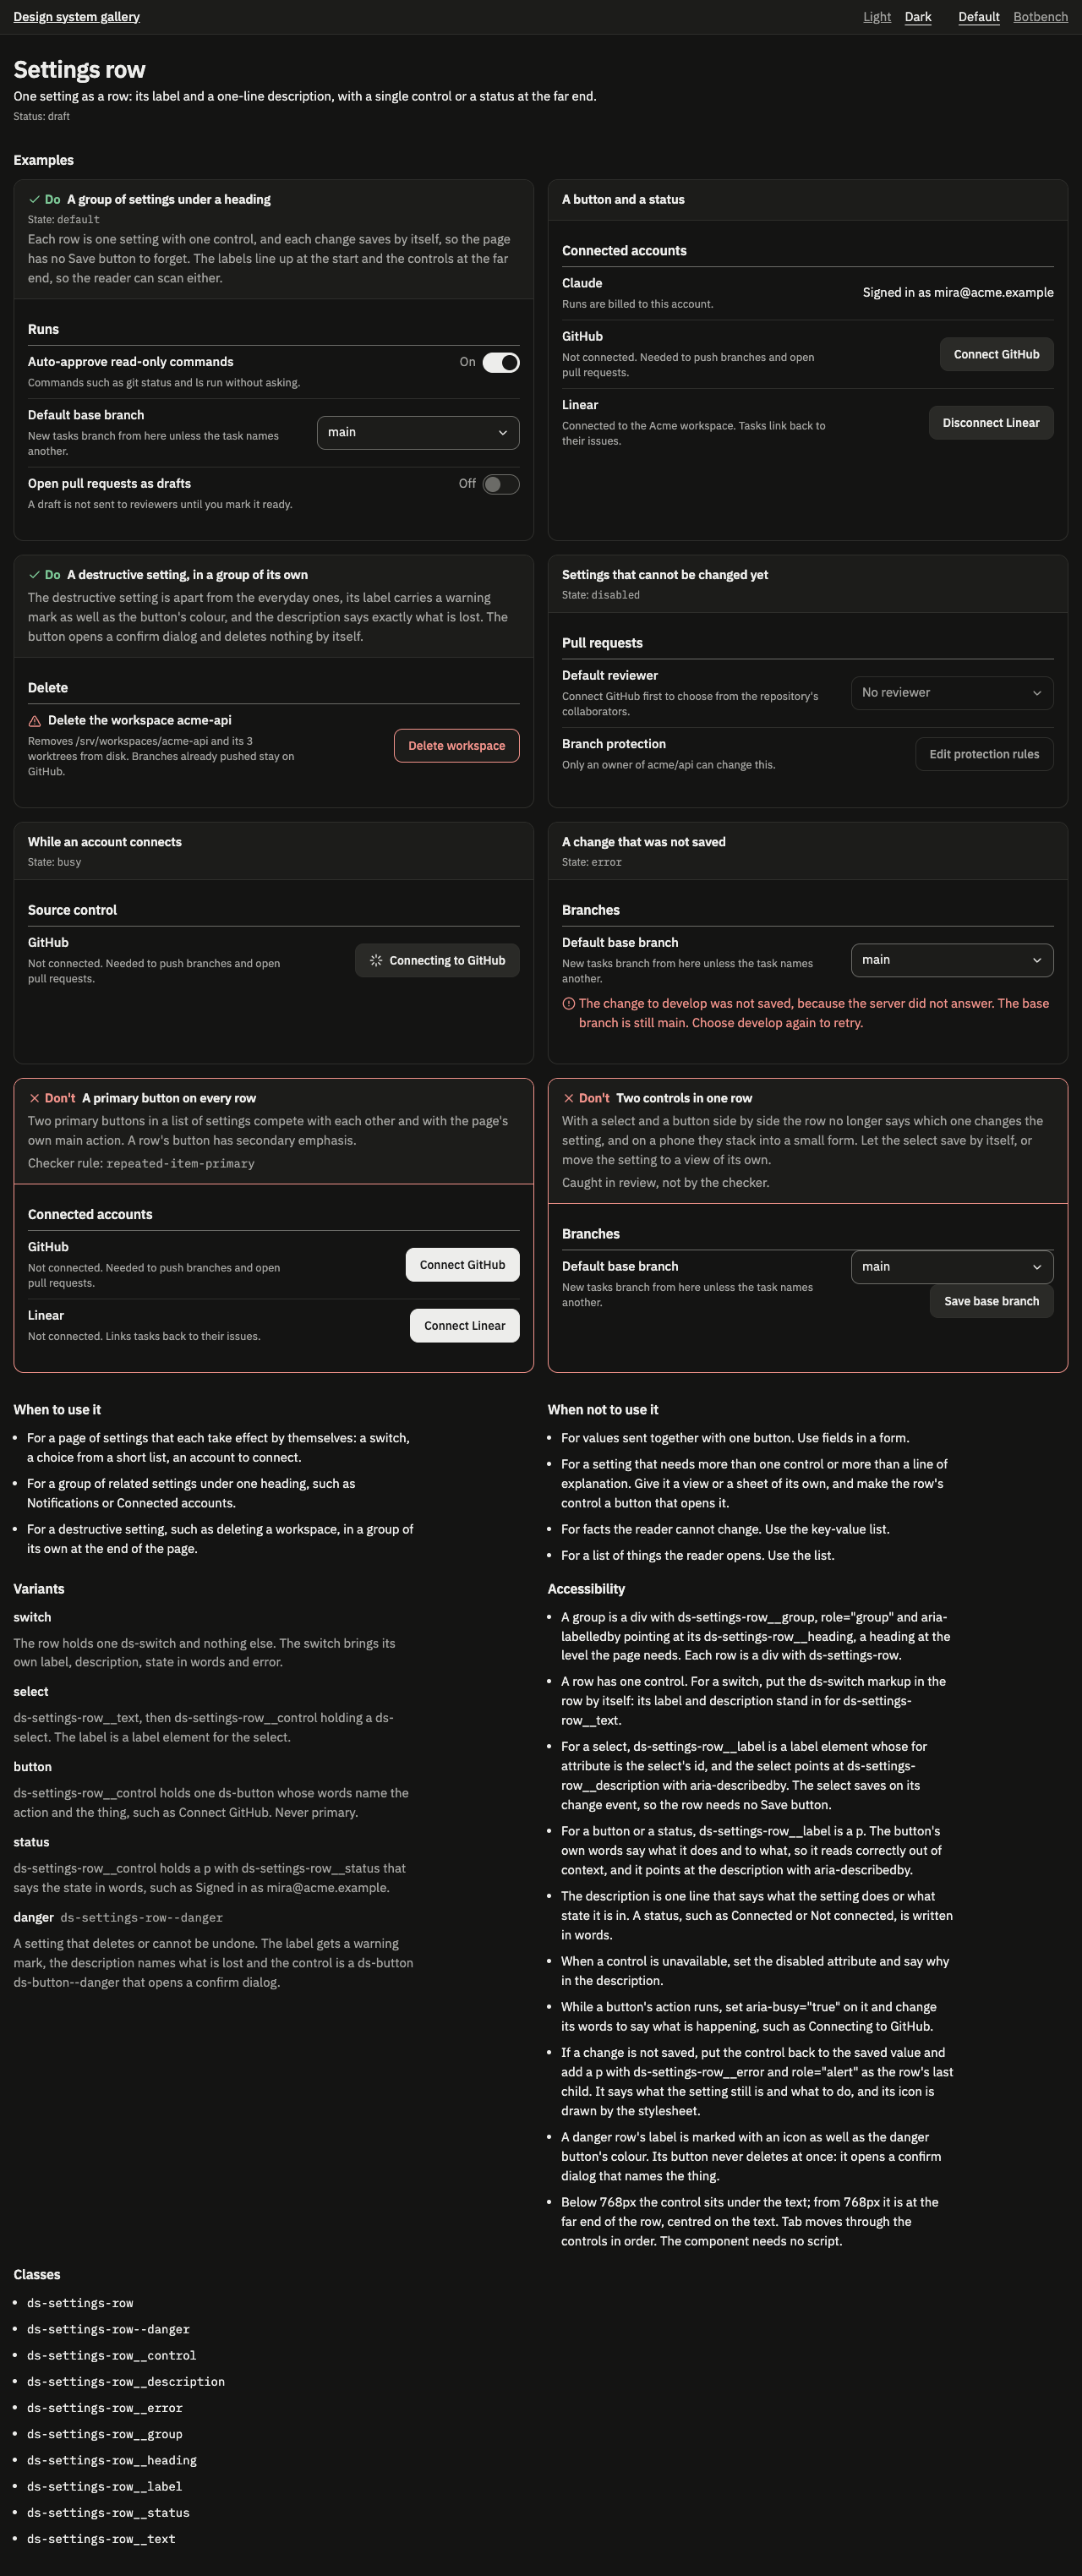 Design system gallery
Light Dark Default Botbench
Settings row
One setting as a row: its label and a one-line description, with a single control or a status at the far end.
Status: draft
Examples
Do A group of settings under a heading
State: default
Each row is one setting with one control, and each change saves by itself, so the page
has no Save button to forget. The labels line up at the start and the controls at the far
end, so the reader can scan either.
Runs
Auto-approve read-only commands
On
Commands such as git status and ls run without asking.
Default base branch
New tasks branch from here unless the task names
another.
main
Open pull requests as drafts
Off
A draft is not sent to reviewers until you mark it ready.
A button and a status
Connected accounts
Claude
Runs are billed to this account.
Signed in as mira@acme.example
GitHub
Not connected. Needed to push branches and open
pull requests.
Connect GitHub
Linear
Connected to the Acme workspace. Tasks link back to
their issues.
Disconnect Linear
Do A destructive setting, in a group of its own
The destructive setting is apart from the everyday ones, its label carries a warning
mark as well as the button's colour, and the description says exactly what is lost. The
button opens a confirm dialog and deletes nothing by itself.
Delete
Delete the workspace acme-api
Removes /srv/workspaces/acme-api and its 3
worktrees from disk. Branches already pushed stay on
GitHub.
Delete workspace
Settings that cannot be changed yet
State: disabled
Pull requests
Default reviewer
Connect GitHub first to choose from the repository's
collaborators.
No reviewer
Branch protection
Only an owner of acme/api can change this.
Edit protection rules
While an account connects
State: busy
Source control
GitHub
Not connected. Needed to push branches and open
pull requests.
Connecting to GitHub
A change that was not saved
State: error
Branches
Default base branch
New tasks branch from here unless the task names
another.
main
The change to develop was not saved, because the server did not answer. The base
branch is still main. Choose develop again to retry.
Don't A primary button on every row
Two primary buttons in a list of settings compete with each other and with the page's
own main action. A row's button has secondary emphasis.
Checker rule: repeated-item-primary
Connected accounts
GitHub
Not connected. Needed to push branches and open
pull requests.
Connect GitHub
Linear
Not connected. Links tasks back to their issues.
Connect Linear
Don't Two controls in one row
With a select and a button side by side the row no longer says which one changes the
setting, and on a phone they stack into a small form. Let the select save by itself, or
move the setting to a view of its own.
Caught in review, not by the checker.
Branches
Default base branch
New tasks branch from here unless the task names
another.
main
Save base branch
When to use it
For a page of settings that each take effect by themselves: a switch,
a choice from a short list, an account to connect.
For a group of related settings under one heading, such as
Notifications or Connected accounts.
For a destructive setting, such as deleting a workspace, in a group of
its own at the end of the page.
When not to use it
For values sent together with one button. Use fields in a form.
For a setting that needs more than one control or more than a line of
explanation. Give it a view or a sheet of its own, and make the row's
control a button that opens it.
For facts the reader cannot change. Use the key-value list.
For a list of things the reader opens. Use the list.
Variants
switch
The row holds one ds-switch and nothing else. The switch brings its
own label, description, state in words and error.
select
ds-settings-row__text, then ds-settings-row__control holding a ds-
select. The label is a label element for the select.
button
ds-settings-row__control holds one ds-button whose words name the
action and the thing, such as Connect GitHub. Never primary.
status
ds-settings-row__control holds a p with ds-settings-row__status that
says the state in words, such as Signed in as mira@acme.example.
danger ds-settings-row--danger
A setting that deletes or cannot be undone. The label gets a warning
mark, the description names what is lost and the control is a ds-button
ds-button--danger that opens a confirm dialog.
Accessibility
A group is a div with ds-settings-row__group, role="group" and aria-
labelledby pointing at its ds-settings-row__heading, a heading at the
level the page needs. Each row is a div with ds-settings-row.
A row has one control. For a switch, put the ds-switch markup in the
row by itself: its label and description stand in for ds-settings-
row__text.
For a select, ds-settings-row__label is a label element whose for
attribute is the select's id, and the select points at ds-settings-
row__description with aria-describedby. The select saves on its
change event, so the row needs no Save button.
For a button or a status, ds-settings-row__label is a p. The button's
own words say what it does and to what, so it reads correctly out of
context, and it points at the description with aria-describedby.
The description is one line that says what the setting does or what
state it is in. A status, such as Connected or Not connected, is written
in words.
When a control is unavailable, set the disabled attribute and say why
in the description.
While a button's action runs, set aria-busy="true" on it and change
its words to say what is happening, such as Connecting to GitHub.
If a change is not saved, put the control back to the saved value and
add a p with ds-settings-row__error and role="alert" as the row's last
child. It says what the setting still is and what to do, and its icon is
drawn by the stylesheet.
A danger row's label is marked with an icon as well as the danger
button's colour. Its button never deletes at once: it opens a confirm
dialog that names the thing.
Below 768px the control sits under the text; from 768px it is at the
far end of the row, centred on the text. Tab moves through the
controls in order. The component needs no script.
Classes
ds-settings-row
ds-settings-row--danger
ds-settings-row__control
ds-settings-row__description
ds-settings-row__error
ds-settings-row__group
ds-settings-row__heading
ds-settings-row__label
ds-settings-row__status
ds-settings-row__text